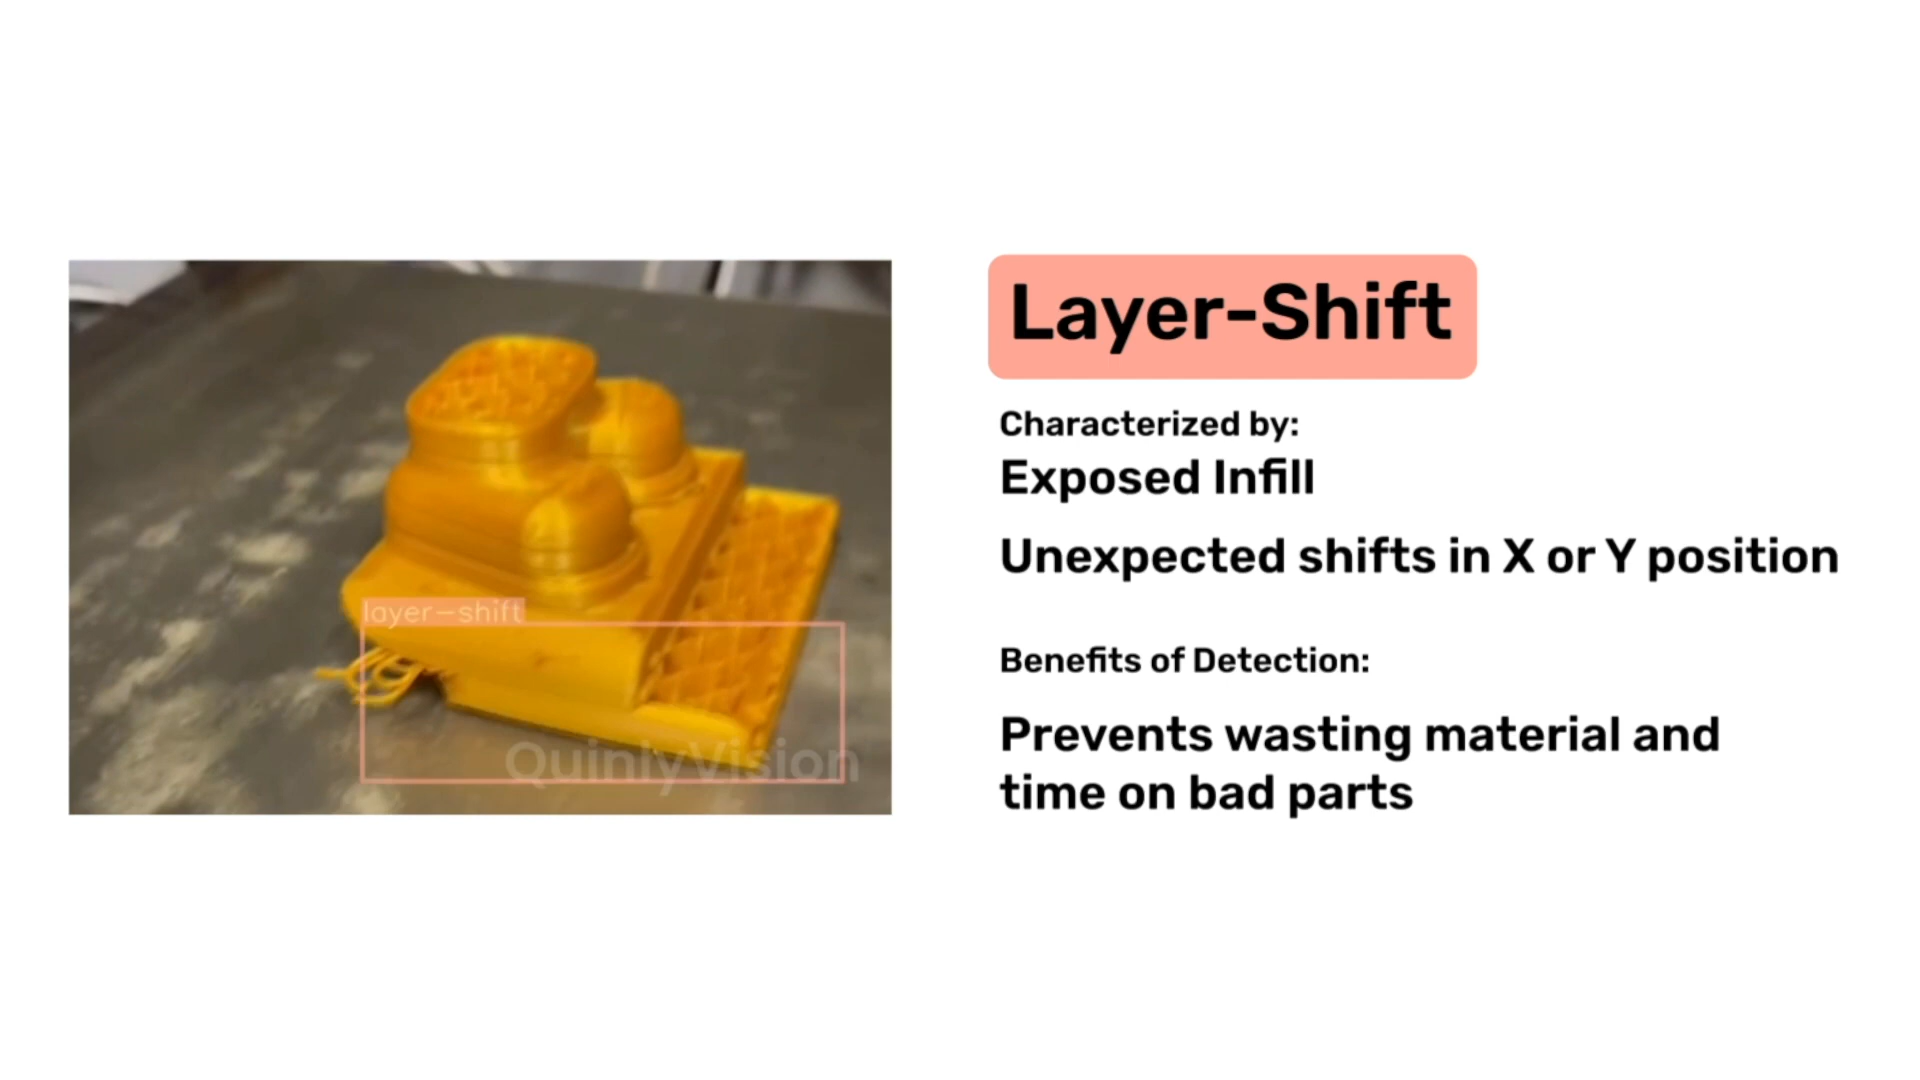 Layer-Shift
Characterized by:
Exposed Infill
Unexpected shifts in X or Y position
Benefits of Detection:
Prevents wasting material and
time on bad parts
layer-shift
QuinlyVision